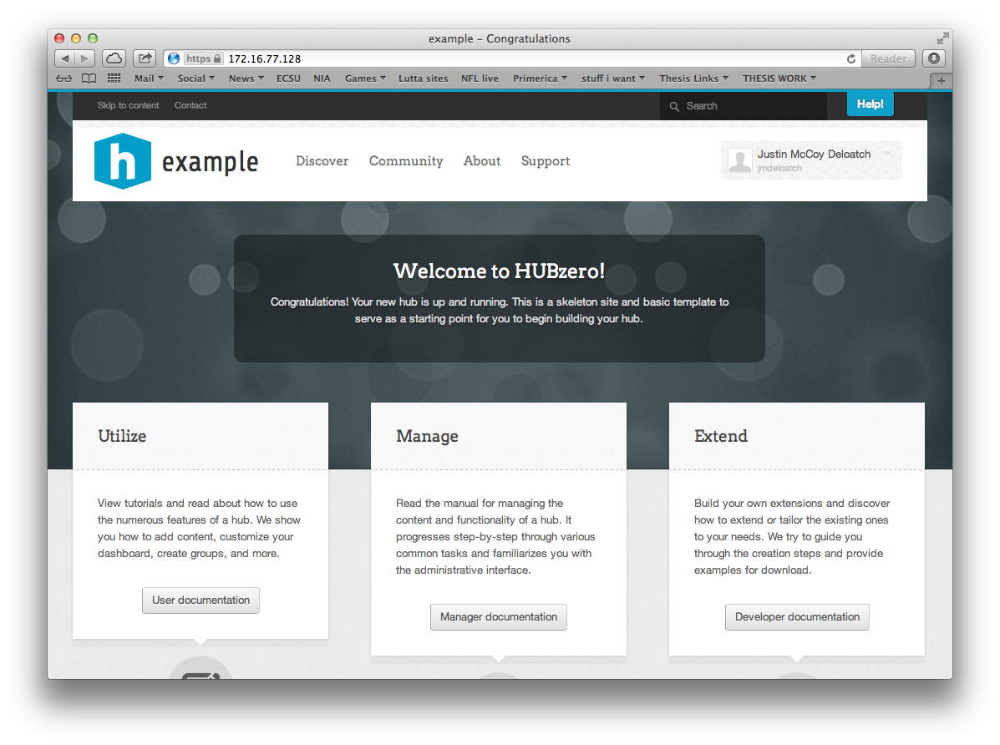 example – Congratulations
https 172.16.77.128 Reader
Mail Social News ECSU NIA Games Lutta sites NFL live Primerica stuff i want Thesis Links THESIS WORK
Skip to content Contact Search Help!
h example Discover Community About Support
Justin McCoy Deloatch
jmdeloatch
Welcome to HUBzero!
Congratulations! Your new hub is up and running. This is a skeleton site and basic template to
serve as a starting point for you to begin building your hub.
Utilize
View tutorials and read about how to use
the numerous features of a hub. We show
you how to add content, customize your
dashboard, create groups, and more.
User documentation
Manage
Read the manual for managing the
content and functionality of a hub. It
progresses step-by-step through various
common tasks and familiarizes you with
the administrative interface.
Manager documentation
Extend
Build your own extensions and discover
how to extend or tailor the existing ones
to your needs. We try to guide you
through the creation steps and provide
examples for download.
Developer documentation